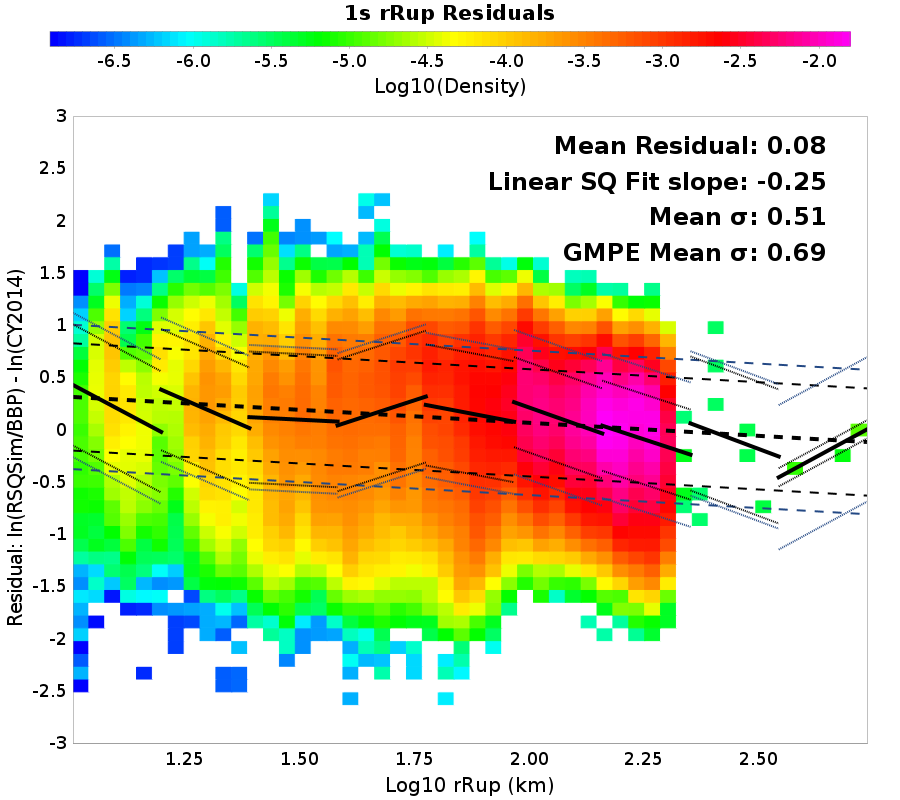 1s rRup Residuals
-6.5 -6.0 -5.5 -5.0 -4.5 -4.0 -3.5 -3.0 -2.5 -2.0
Log10(Density)
Mean Residual: 0.08
Linear SQ Fit slope: -0.25
Mean σ: 0.51
GMPE Mean σ: 0.69
Residual: ln(RSQSim/BBP) - ln(CY2014)
3
2.5
2
1.5
1
0.5
0
-0.5
-1
-1.5
-2
-2.5
-3
1.25 1.50 1.75 2.00 2.25 2.50
Log10 rRup (km)